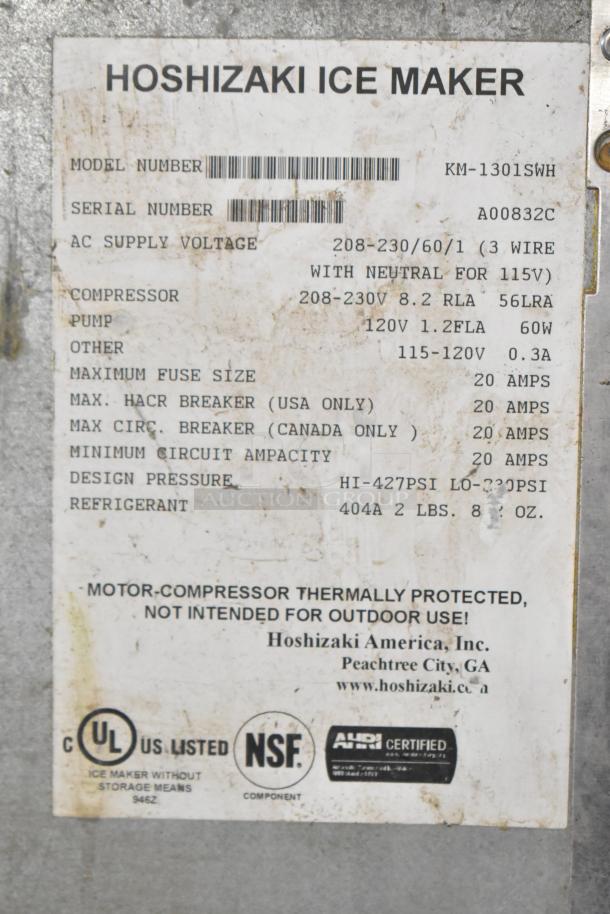 HOSHIZAKI ICE MAKER
MODEL NUMBER KM-1301SWH
SERIAL NUMBER A00832C
AC SUPPLY VOLTAGE 208-230/60/1 (3 WIRE
WITH NEUTRAL FOR 115V)
COMPRESSOR 208-230V 8.2 RLA 56LRA
PUMP 120V 1.2FLA 60W
OTHER 115-120V 0.3A
MAXIMUM FUSE SIZE 20 AMPS
MAX. HACR BREAKER (USA ONLY) 20 AMPS
MAX CIRC. BREAKER (CANADA ONLY ) 20 AMPS
MINIMUM CIRCUIT AMPACITY 20 AMPS
DESIGN PRESSURE HI-427PSI
AUCTION GROUP
REFRIGERANT 404A 2 LBS. 8 OZ.
MOTOR-COMPRESSOR THERMALLY PROTECTED,
NOT INTENDED FOR OUTDOOR USE!
Hoshizaki America, Inc.
Peachtree City, GA
C UL US LISTED
ICE MAKER WITHOUT
STORAGE MEANS
946Z
NSF.
COMPONENT
AHRI CERTIFIED